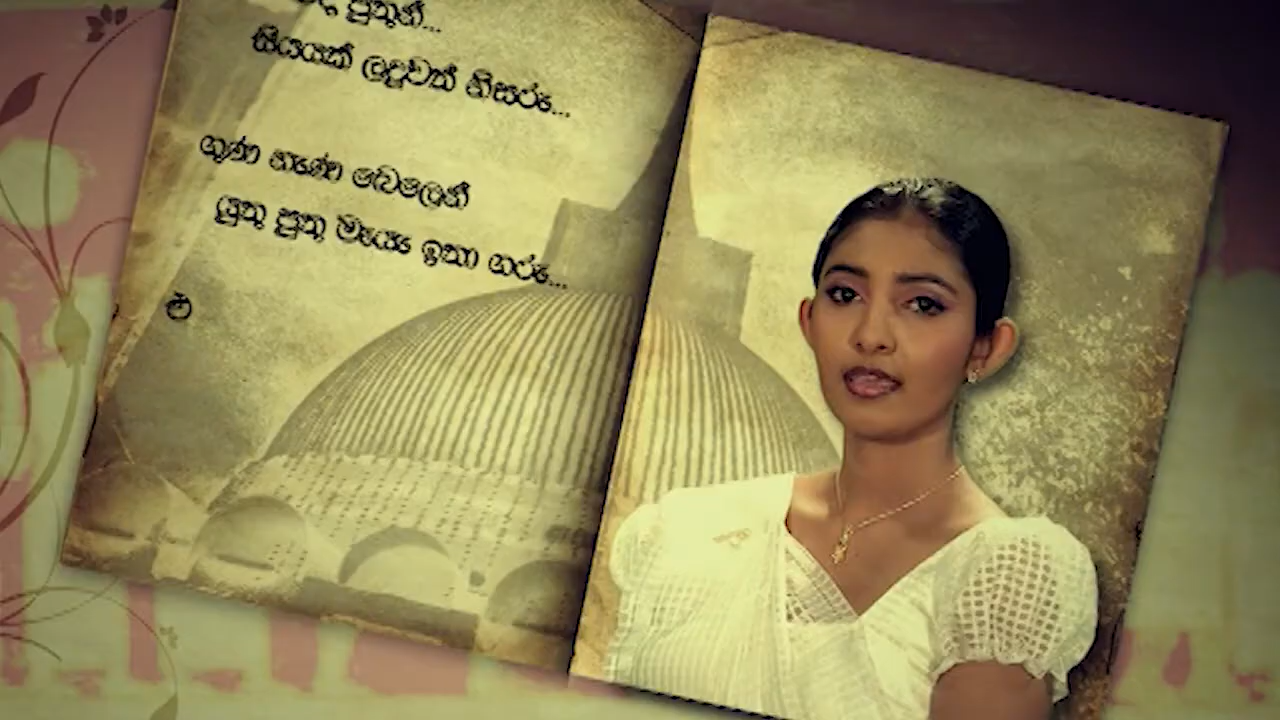 පුතුන්...
සියයක් ලදූවත් නිසරු...
ගුණ නැණ බෙලෙන්
යුතු පුතු මැයැ ඉතා ගරු...
එ